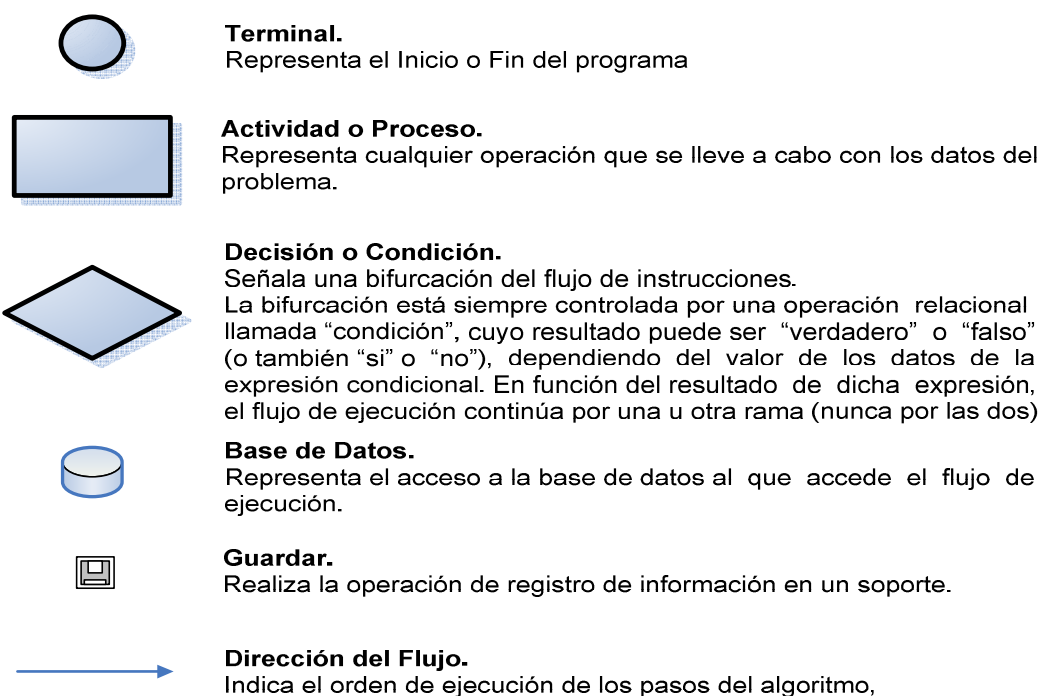 Terminal.
Representa el Inicio o Fin del programa
Actividad o Proceso.
Representa cualquier operación que se lleve a cabo con los datos del
problema.
Decisión o Condición.
Señala una bifurcación del flujo de instrucciones.
La bifurcación está siempre controlada por una operación relacional
llamada “condición”, cuyo resultado puede ser “verdadero” o “falso”
(o también “si” o “no”), dependiendo del valor de los datos de la
expresión condicional. En función del resultado de dicha expresión,
el flujo de ejecución continúa por una u otra rama (nunca por las dos)
Base de Datos.
Representa el acceso a la base de datos al que accede el flujo de
ejecución.
Guardar.
Realiza la operación de registro de información en un soporte.
Dirección del Flujo.
Indica el orden de ejecución de los pasos del algoritmo,